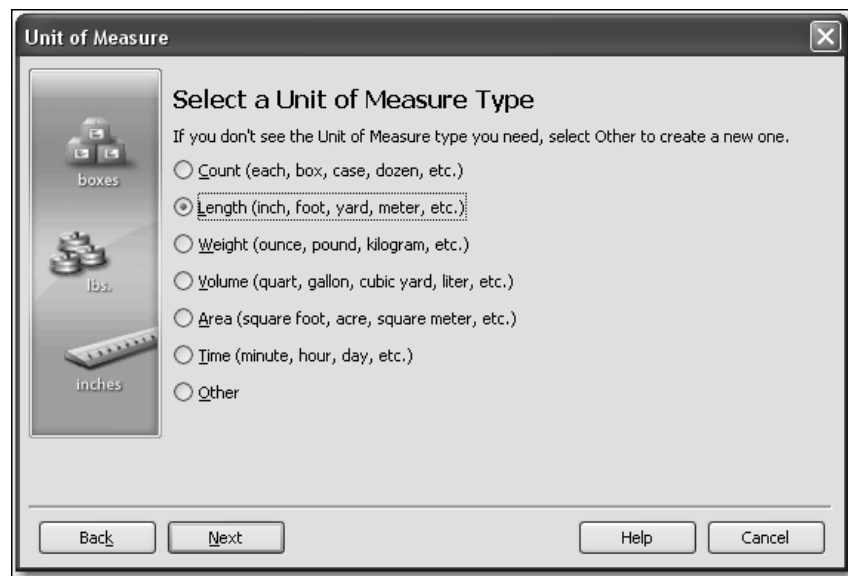 Unit of Measure
boxes
lbs.
inches
Select a Unit of Measure Type
If you don't see the Unit of Measure type you need, select Other to create a new one.
Count (each, box, case, dozen, etc.)
Length (inch, foot, yard, meter, etc.)
Weight (ounce, pound, kilogram, etc.)
Volume (quart, gallon, cubic yard, liter, etc.)
Area (square foot, acre, square meter, etc.)
Time (minute, hour, day, etc.)
Other
Back Next Help Cancel